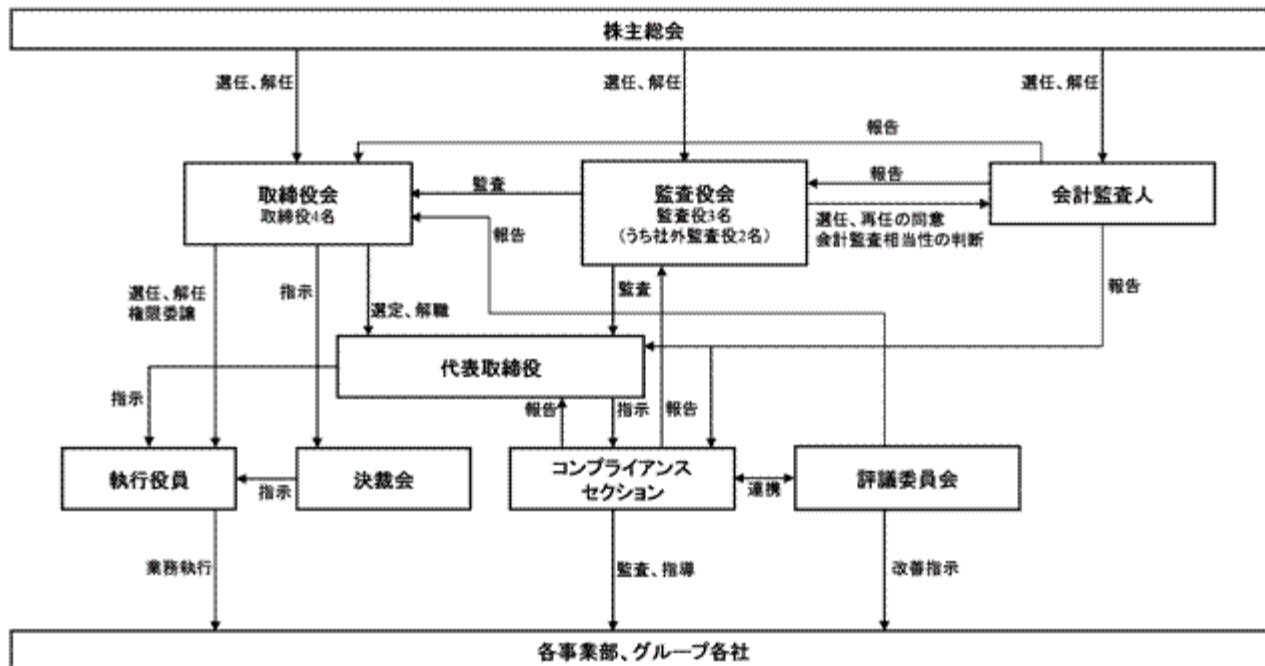 株主総会
選任、解任
選任、解任
選任、解任
報告
取締役会
取締役4名
監査
監査役会
監査役3名
(うち社外監査役2名)
報告
会計監査人
選任、再任の同意
会計監査相当性の判断
報告
選任、解任
権限委譲
指示
選定、解職
監査
報告
代表取締役
指示
報告
指示
報告
執行役員
指示
決裁会
コンプライアンス
セクション
連携
評議委員会
業務執行
監査、指導
改善指示
各事業部、グループ各社